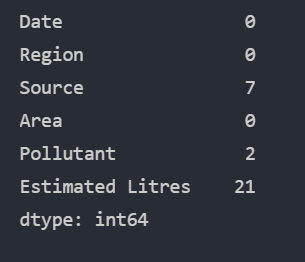 Date 0
Region 0
Source 7
Area 0
Pollutant 2
Estimated Litres 21
dtype: int64